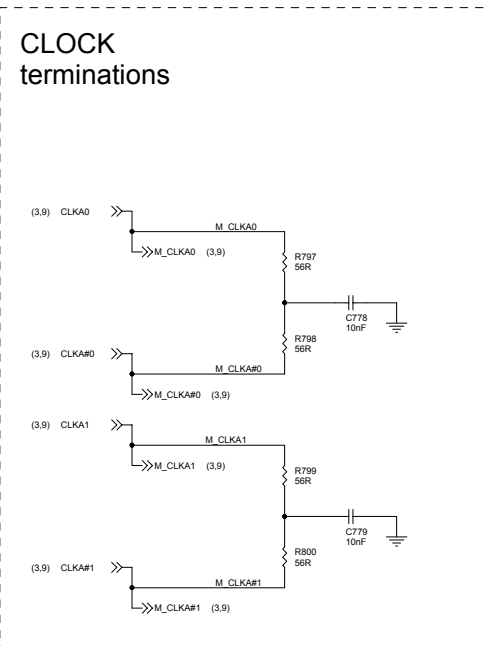 CLOCK
terminations
(3,9) CLKA0
M_CLKA0
M_CLKA0 (3,9)
R797
56R
C778
10nF
R798
56R
(3,9) CLKA#0
M_CLKA#0
M_CLKA#0 (3,9)
(3,9) CLKA1
M_CLKA1
M_CLKA1 (3,9)
R799
56R
C779
10nF
R800
56R
(3,9) CLKA#1
M_CLKA#1
M_CLKA#1 (3,9)